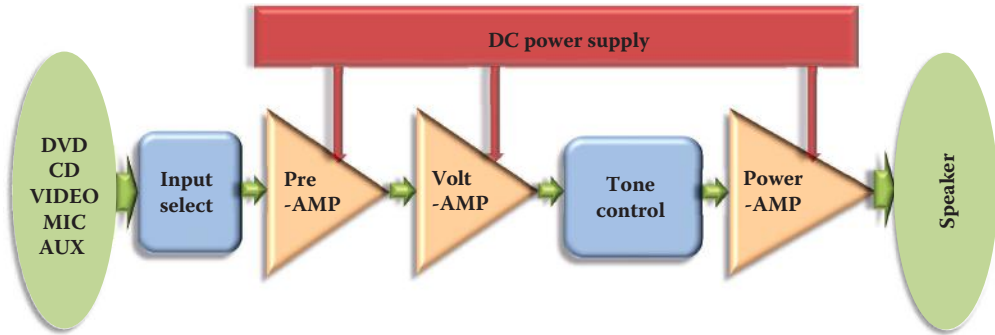 DC power supply
DVD
CD
VIDEO
MIC
AUX
Input
select
Pre
-AMP
Volt
-AMP
Tone
control
Power
-AMP
Speaker